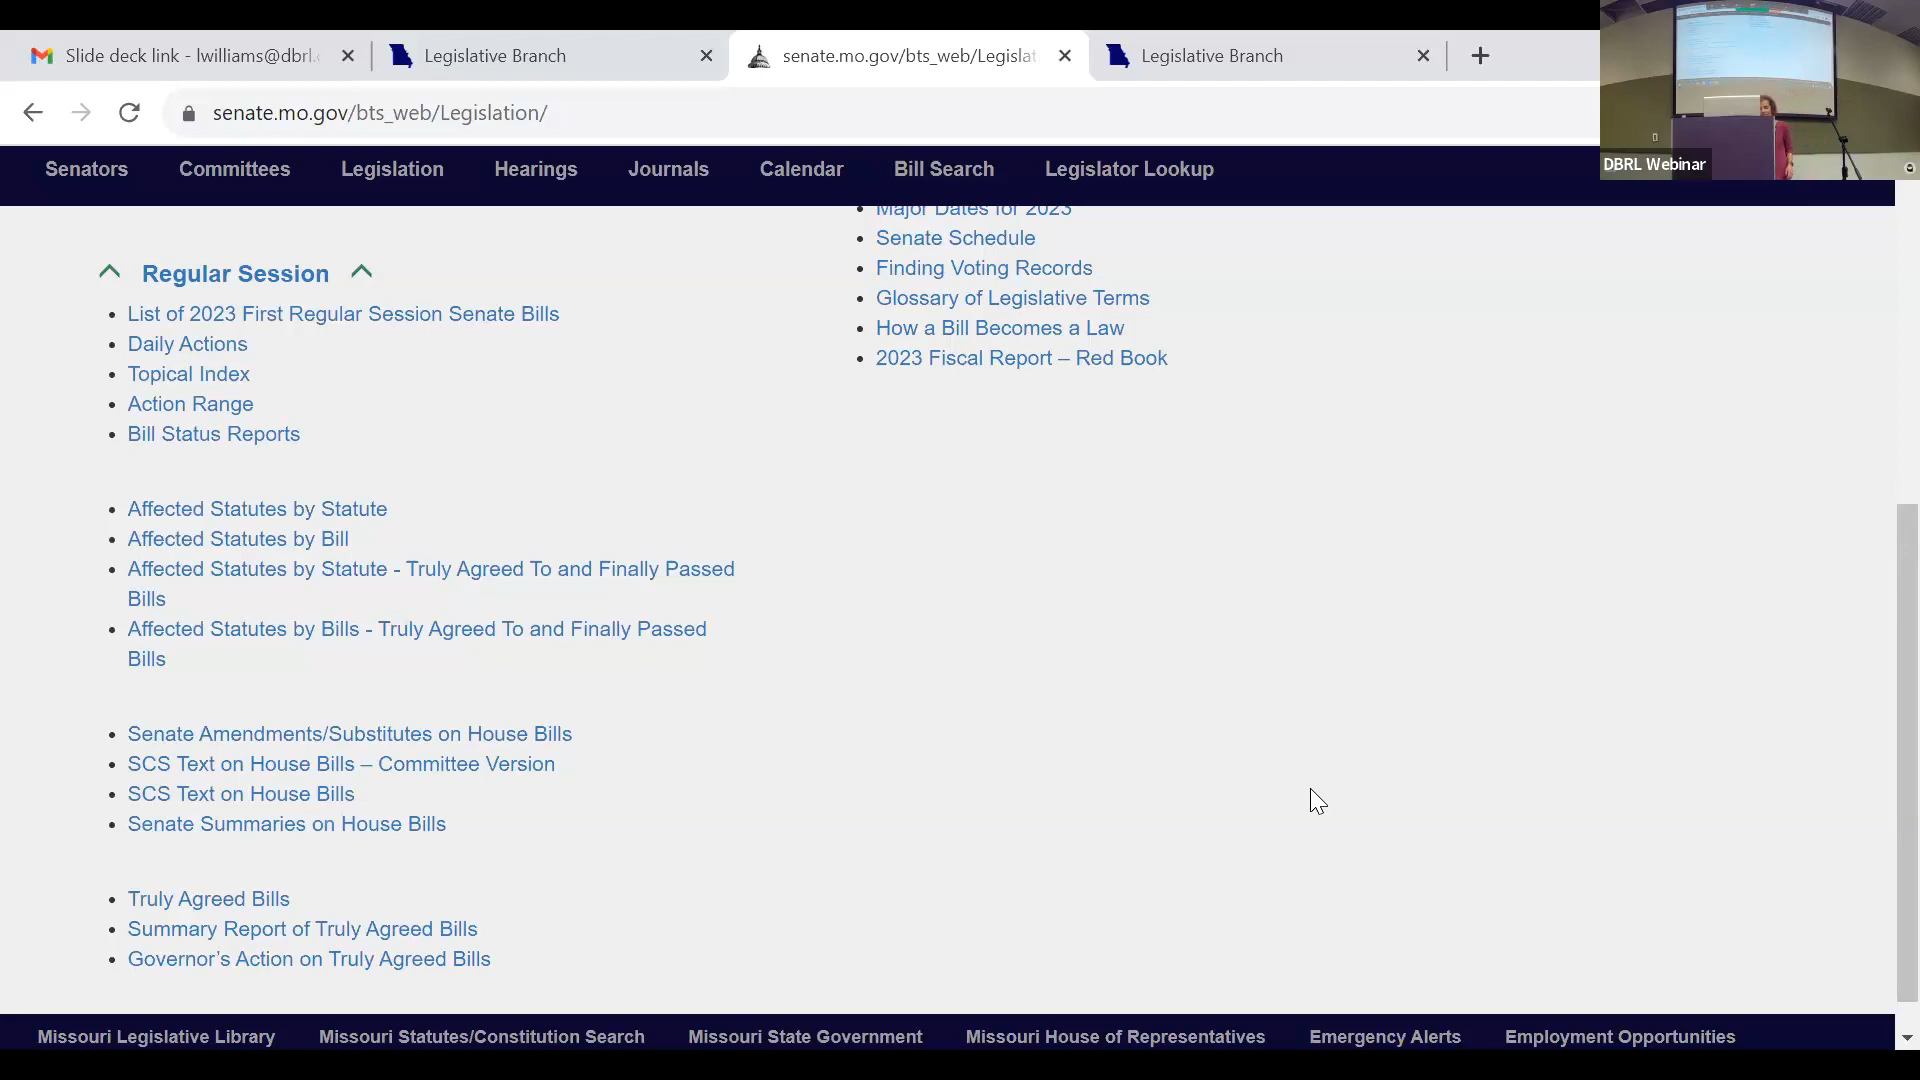 Slide deck link - lwilliams@dbrl.
Legislative Branch
senate.mo.gov/bts_web/Legislat
Legislative Branch
senate.mo.gov/bts_web/Legislation/
DBRL Webinar
Senators
Committees
Legislation
Hearings
Journals
Calendar
Bill Search
Legislator Lookup
Regular Session
List of 2023 First Regular Session Senate Bills
Daily Actions
Topical Index
Action Range
Bill Status Reports
Affected Statutes by Statute
Affected Statutes by Bill
Affected Statutes by Statute - Truly Agreed To and Finally Passed
Bills
Affected Statutes by Bills - Truly Agreed To and Finally Passed
Bills
Senate Amendments/Substitutes on House Bills
SCS Text on House Bills – Committee Version
SCS Text on House Bills
Senate Summaries on House Bills
Truly Agreed Bills
Summary Report of Truly Agreed Bills
Governor’s Action on Truly Agreed Bills
Major Dates for 2023
Senate Schedule
Finding Voting Records
Glossary of Legislative Terms
How a Bill Becomes a Law
2023 Fiscal Report – Red Book
Missouri Legislative Library
Missouri Statutes/Constitution Search
Missouri State Government
Missouri House of Representatives
Emergency Alerts
Employment Opportunities